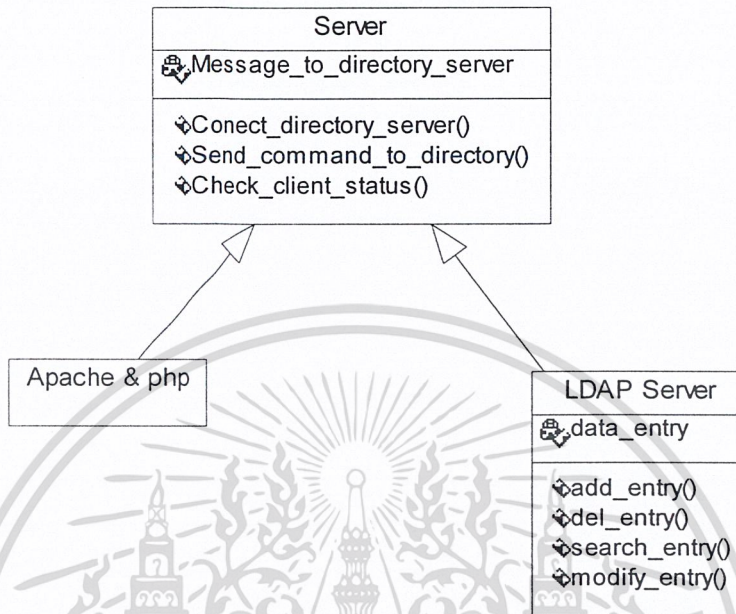 Server
Message_to_directory_server
Conect_directory_server()
Send_command_to_directory()
Check_client_status()
Apache & php
LDAP Server
data_entry
add_entry()
del_entry()
search_entry()
modify_entry()